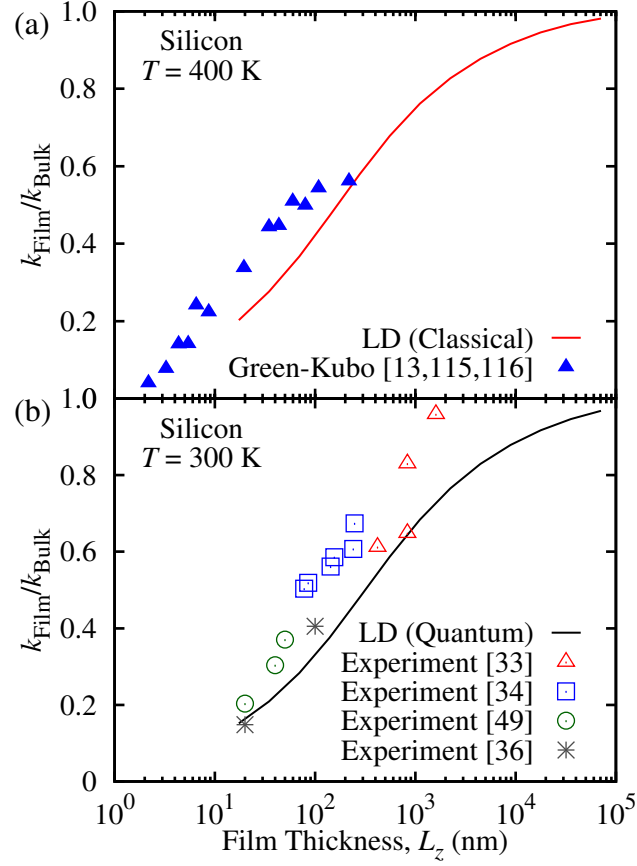 (a)
Silicon
T = 400 K
1.0
0.8
0.6
0.4
0.2
k_Film/k_Bulk
LD (Classical)
Green-Kubo [13,115,116]
(b)
Silicon
T = 300 K
1.0
0.8
0.6
0.4
0.2
0
k_Film/k_Bulk
LD (Quantum)
Experiment [33]
Experiment [34]
Experiment [49]
Experiment [36]
10^0 10^1 10^2 10^3 10^4 10^5
Film Thickness, L_z (nm)